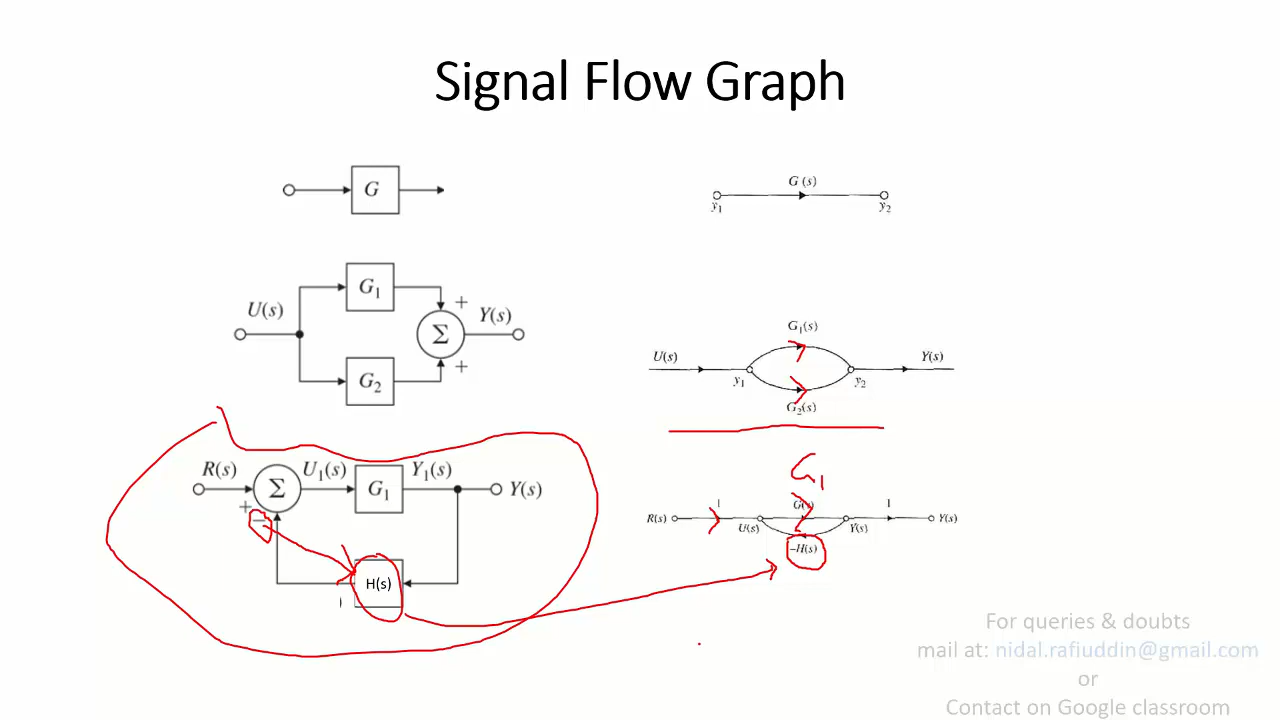 Signal Flow Graph
G
G (s)
y₁
y₂
G₁
U(s)
Y(s)
Σ
+
+
G₂
G₁(s)
U(s)
Y(s)
y₁
y₂
G₂(s)
R(s)
U₁(s)
Y₁(s)
Σ
G₁
Y(s)
+
−
H(s)
G₁
1
1
R(s)
U(s)
Y(s)
Y(s)
−H(s)
For queries & doubts
mail at: nidal.rafiuddin@gmail.com
or
Contact on Google classroom